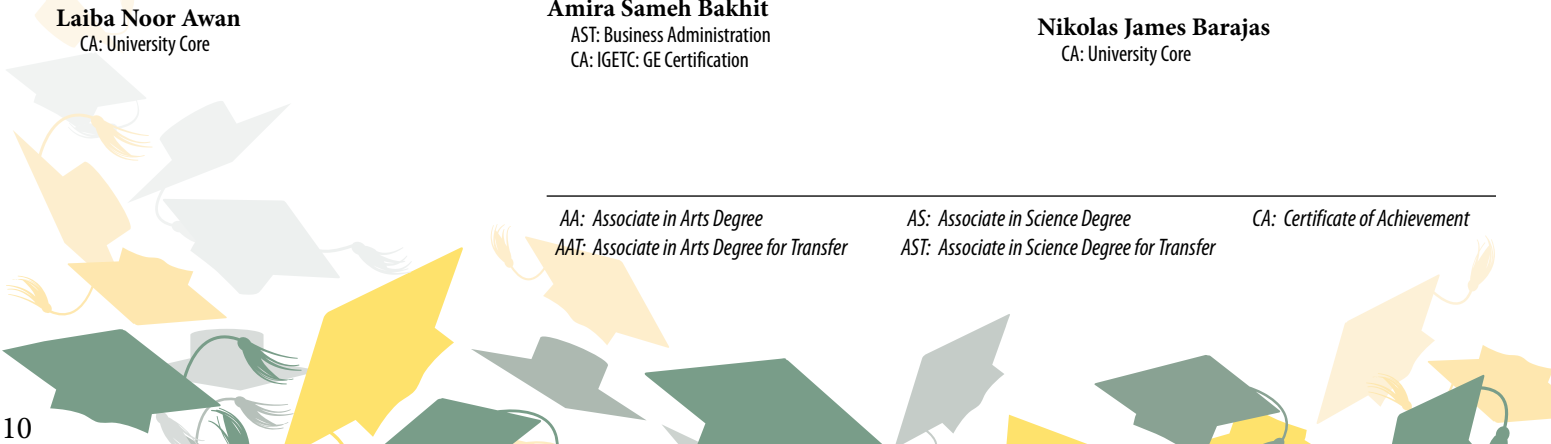 Laiba Noor Awan
CA: University Core
Amira Sameh Bakhit
AST: Business Administration
CA: IGETC: GE Certification
Nikolas James Barajas
CA: University Core
AA: Associate in Arts Degree
AAT: Associate in Arts Degree for Transfer
AS: Associate in Science Degree
AST: Associate in Science Degree for Transfer
CA: Certificate of Achievement
10